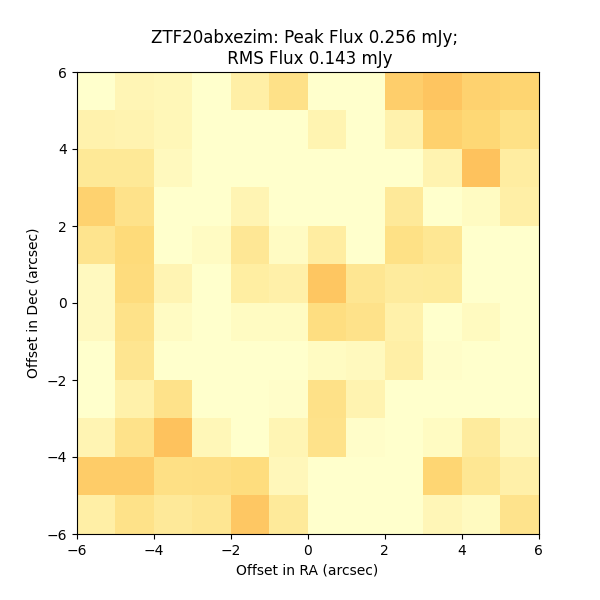 ZTF20abxezim: Peak Flux 0.256 mJy;
RMS Flux 0.143 mJy
6
4
2
0
−2
−4
−6
Offset in Dec (arcsec)
−6 −4 −2 0 2 4 6
Offset in RA (arcsec)